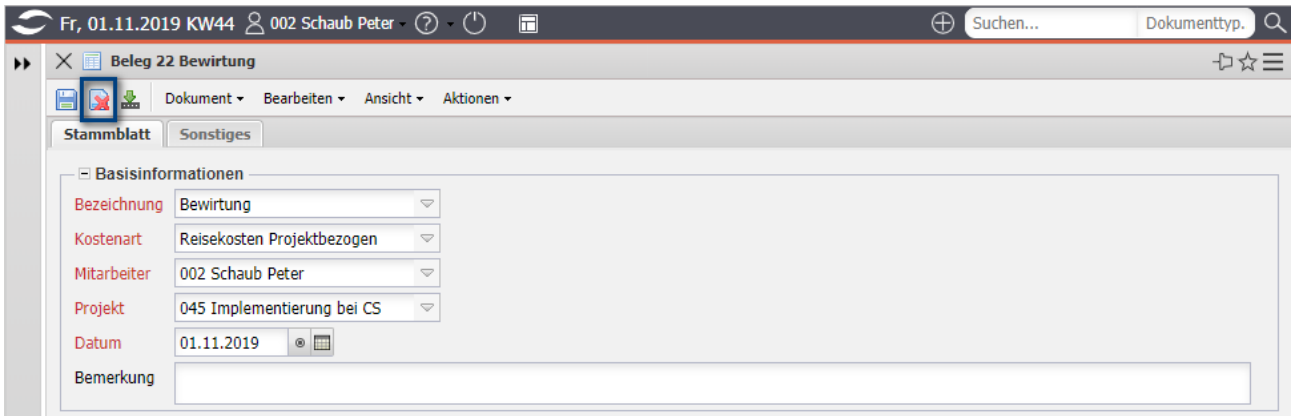 Fr, 01.11.2019 KW44 002 Schaub Peter Suchen... Dokumenttyp.
Beleg 22 Bewirtung
Dokument Bearbeiten Ansicht Aktionen
Stammblatt Sonstiges
Basisinformationen
Bezeichnung Bewirtung
Kostenart Reisekosten Projektbezogen
Mitarbeiter 002 Schaub Peter
Projekt 045 Implementierung bei CS
Datum 01.11.2019
Bemerkung